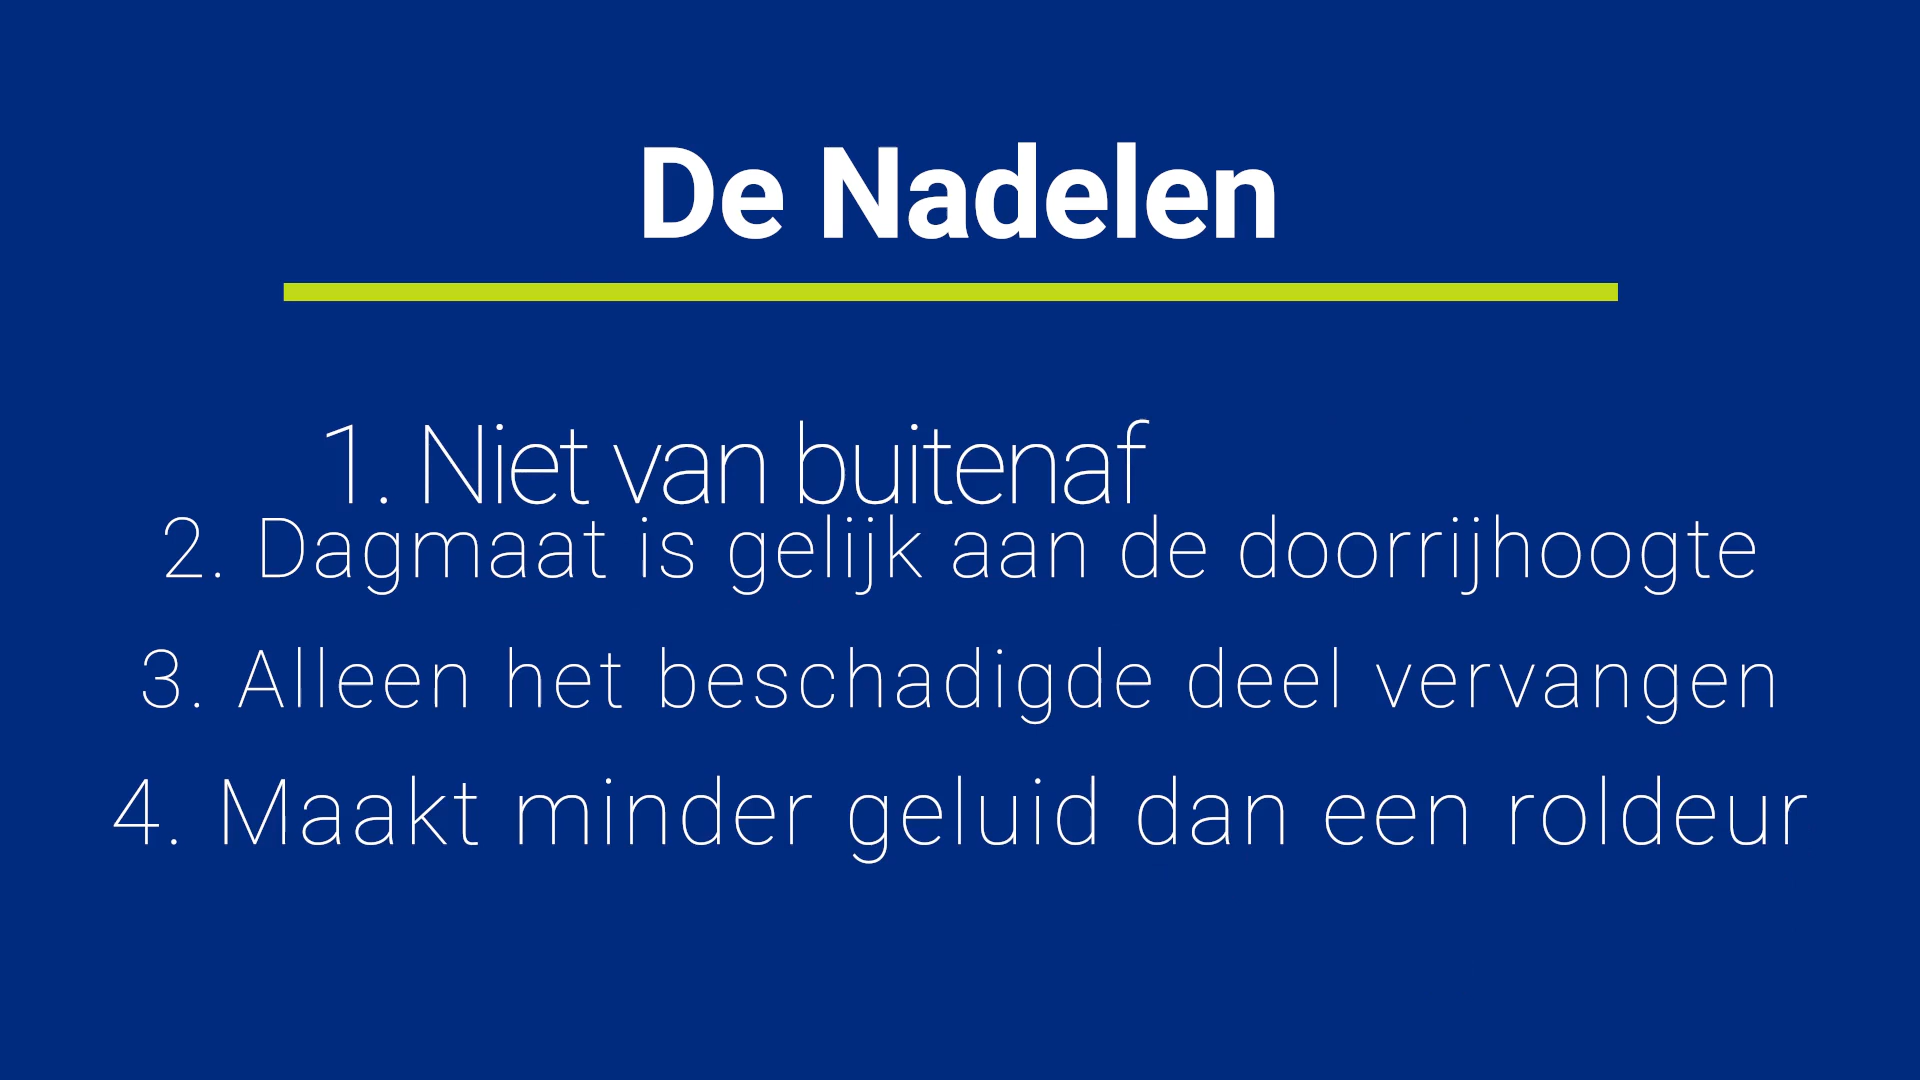 De Nadelen
1. Niet van buitenaf
2. Dagmaat is gelijk aan de doorrijhoogte
3. Alleen het beschadigde deel vervangen
4. Maakt minder geluid dan een roldeur